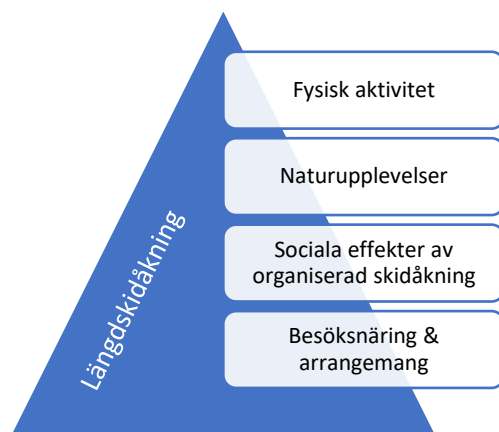 Fysisk aktivitet
Naturupplevelser
Sociala effekter av
organiserad skidåkning
Besöksnäring &
arrangemang
Längdskidåkning